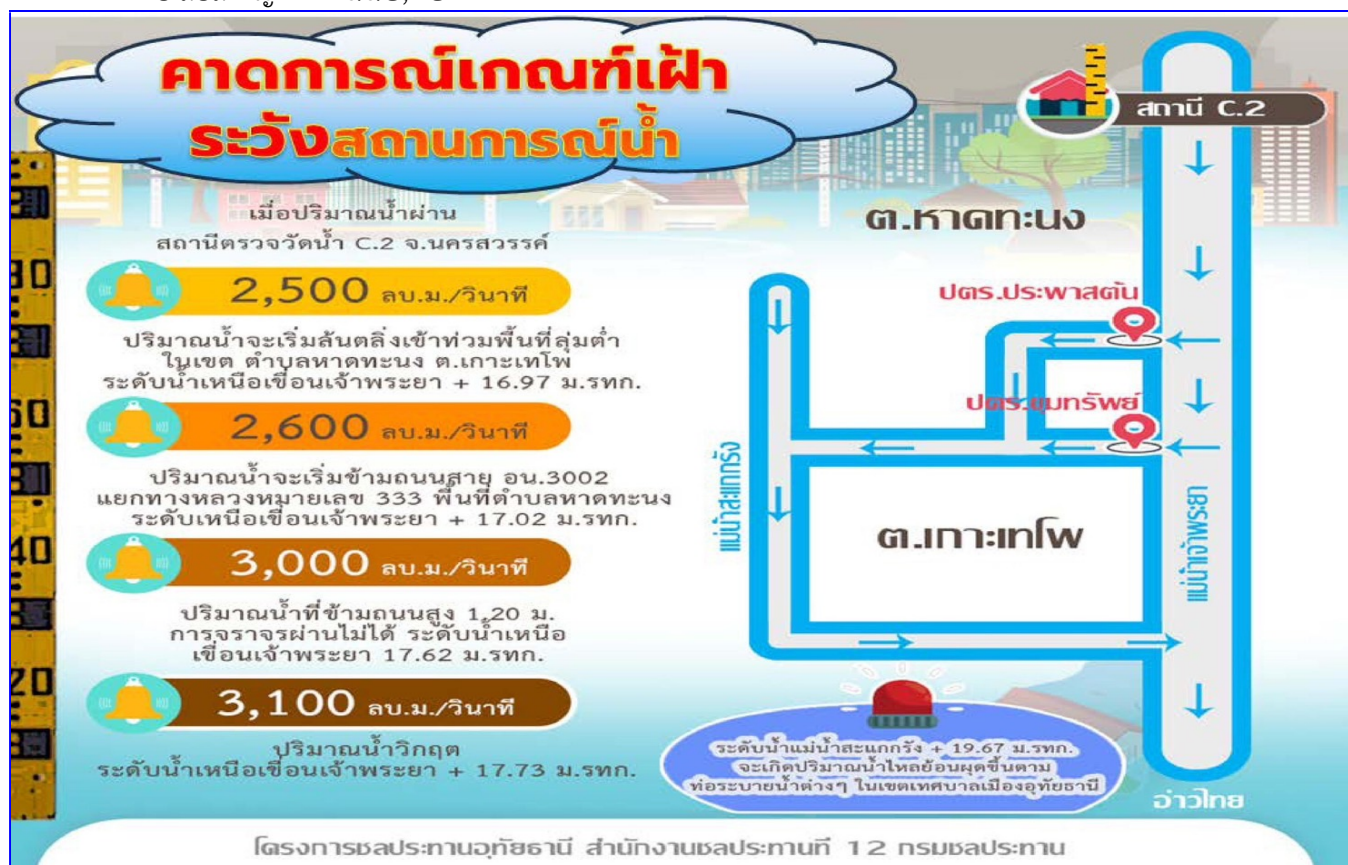 คาดการณ์เกณฑ์เฝ้า
ระวังสถานการณ์น้ำ
เมื่อปริมาณน้ำผ่าน
สถานีตรวจวัดน้ำ C.2 จ.นครสวรรค์
2,500 ลบ.ม./วินาที
ปริมาณน้ำจะเริ่มล้นตลิ่งเข้าท่วมพื้นที่ลุ่มต่ำ
ในเขต ตำบลหาดทะนง ต.เกาะเทโพ
ระดับน้ำเหนือเขื่อนเจ้าพระยา + 16.97 ม.รทก.
2,600 ลบ.ม./วินาที
ปริมาณน้ำจะเริ่มข้ามถนนสาย อน.3002
แยกทางหลวงหมายเลข 333 พื้นที่ตำบลหาดทะนง
ระดับเหนือเขื่อนเจ้าพระยา + 17.02 ม.รทก.
3,000 ลบ.ม./วินาที
ปริมาณน้ำที่ข้ามถนนสูง 1.20 ม.
การจราจรผ่านไม่ได้ ระดับน้ำเหนือ
เขื่อนเจ้าพระยา 17.62 ม.รทก.
3,100 ลบ.ม./วินาที
ปริมาณน้ำวิกฤต
ระดับน้ำเหนือเขื่อนเจ้าพระยา + 17.73 ม.รทก.
สถานี C.2
ต.หาดทะนง
ปตร.ประพาสต้น
ปตร.ขุมทรัพย์
แม่น้ำสะแกกรัง
ต.เกาะเทโพ
แม่น้ำเจ้าพระยา
ระดับน้ำแม่น้ำสะแกกรัง + 19.67 ม.รทก.
จะเกิดปริมาณน้ำไหลย้อนผุดขึ้นตาม
ท่อระบายน้ำต่างๆ ในเขตเทศบาลเมืองอุทัยธานี
อ่าวไทย
โครงการชลประทานอุทัยธานี สำนักงานชลประทานที่ 12 กรมชลประทาน